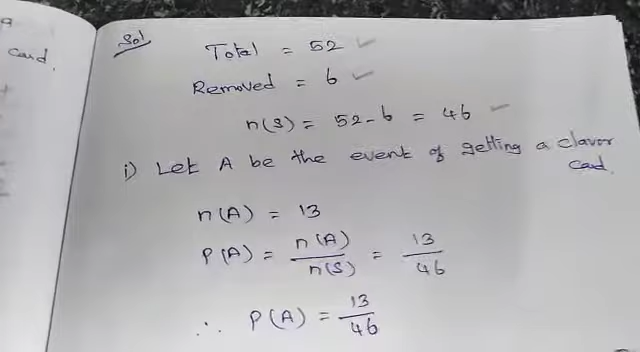 a
card.
Sol
Total = 52 ✓
Removed = 6 ✓
n(S) = 52-6 = 46 ✓
i) Let A be the event of getting a clavor card.
n(A) = 13
P(A) = n(A)/n(S) = 13/46
∴ P(A) = 13/46